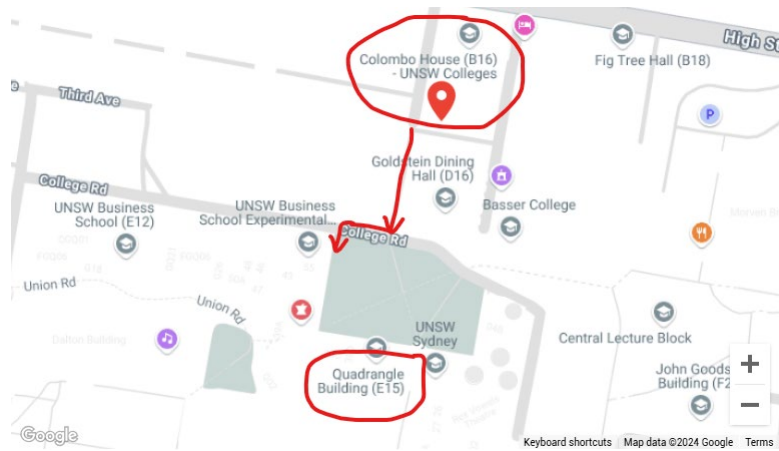 High St
Colombo House (B16)
- UNSW Colleges
Fig Tree Hall (B18)
Third Ave
P
Goldstein Dining
Hall (D16)
College Rd
UNSW Business
School (E12)
UNSW Business
School Experimental...
Basser College
College Rd
Union Rd
Union Rd
Dalton Building
UNSW
Sydney
Central Lecture Block
Quadrangle
Building (E15)
John Goods
Building (F2
+
−
Google
Keyboard shortcuts
Map data ©2024 Google
Terms